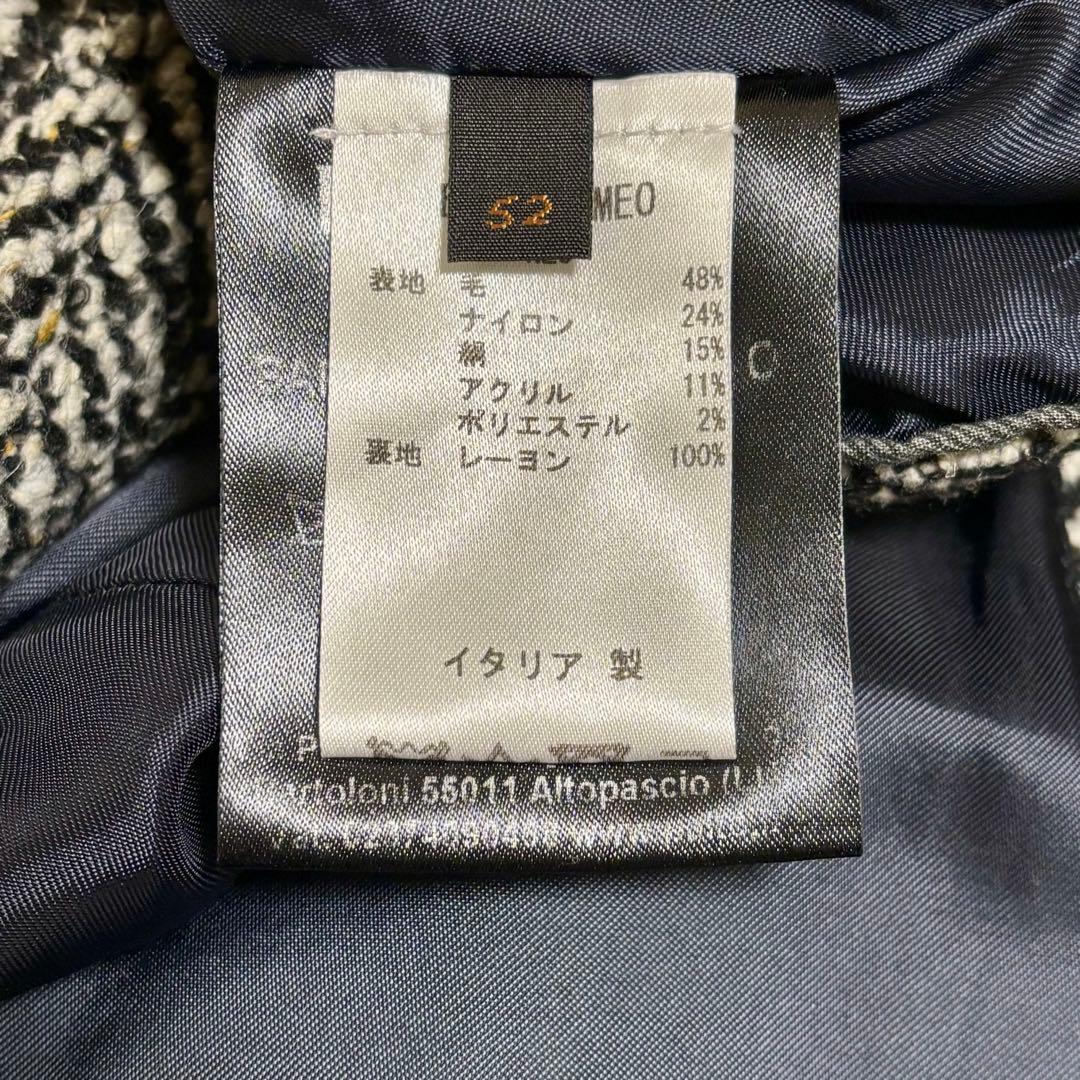 52
MEO
表地 毛 48%
ナイロン 24%
絹 15%
アクリル 11%
ポリエステル 2%
裏地 レーヨン 100%
イタリア 製
55011 Altopascio